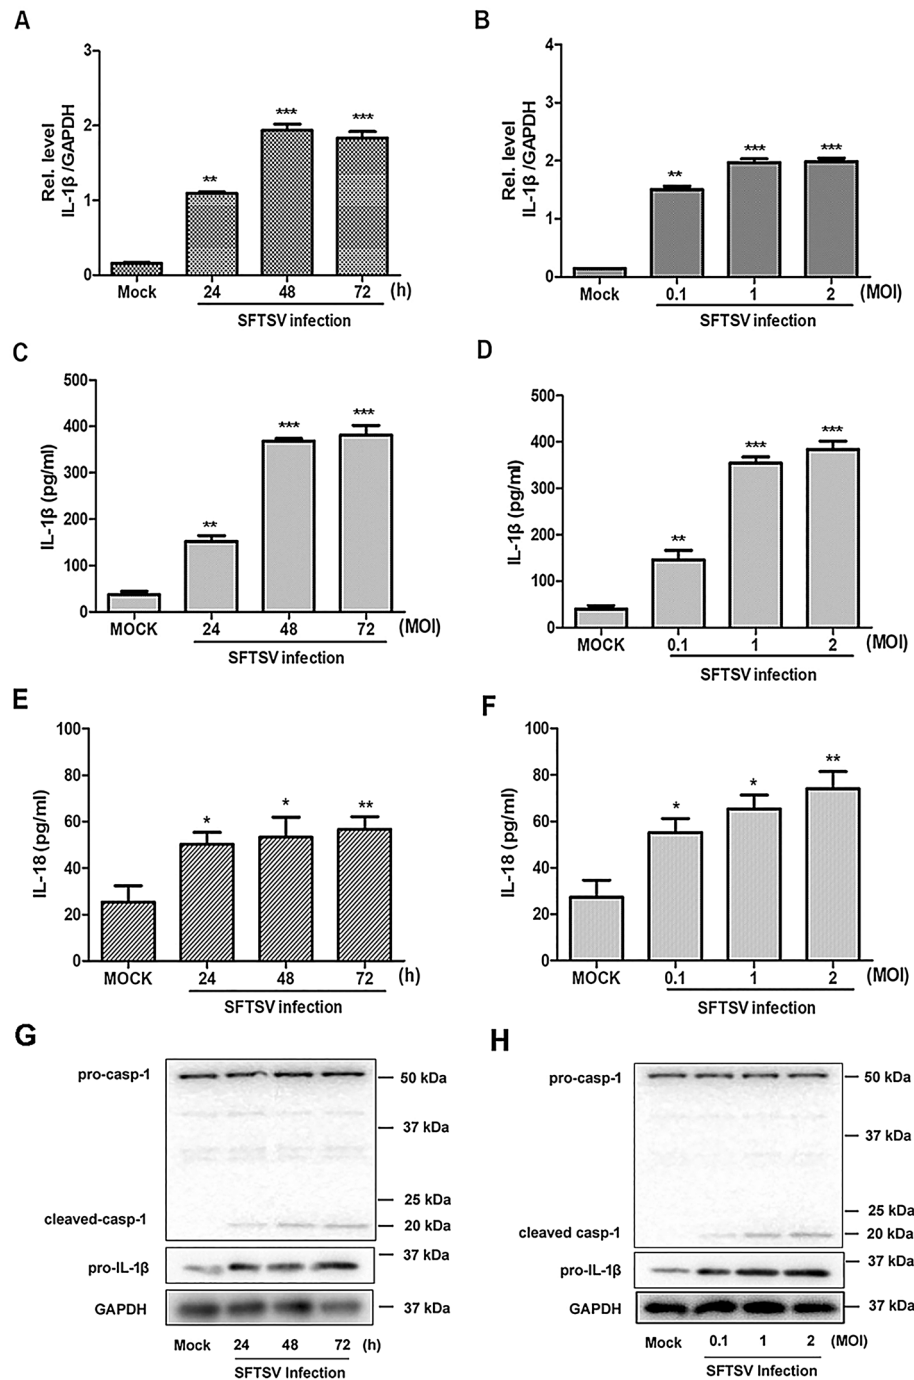 A
Rel. level
IL-1β /GAPDH
3
2
1
0
**
***
***
Mock 24 48 72 (h)
SFTSV infection
B
Rel. level
IL-1β /GAPDH
4
3
2
1
0
**
***
***
Mock 0.1 1 2 (MOI)
SFTSV infection
C
IL-1β (pg/ml)
500
400
300
200
100
0
**
***
***
MOCK 24 48 72 (MOI)
SFTSV infection
D
IL-1β (pg/ml)
500
400
300
200
100
0
**
***
***
MOCK 0.1 1 2 (MOI)
SFTSV infection
E
IL-18 (pg/ml)
100
80
60
40
20
0
*
*
**
MOCK 24 48 72 (h)
SFTSV infection
F
IL-18 (pg/ml)
100
80
60
40
20
0
*
*
**
MOCK 0.1 1 2 (MOI)
SFTSV infection
G
pro-casp-1
50 kDa
37 kDa
25 kDa
cleaved-casp-1
20 kDa
37 kDa
pro-IL-1β
GAPDH
37 kDa
Mock 24 48 72 (h)
SFTSV Infection
H
pro-casp-1
50 kDa
37 kDa
25 kDa
cleaved casp-1
20 kDa
37 kDa
pro-IL-1β
GAPDH
37 kDa
Mock 0.1 1 2 (MOI)
SFTSV Infection